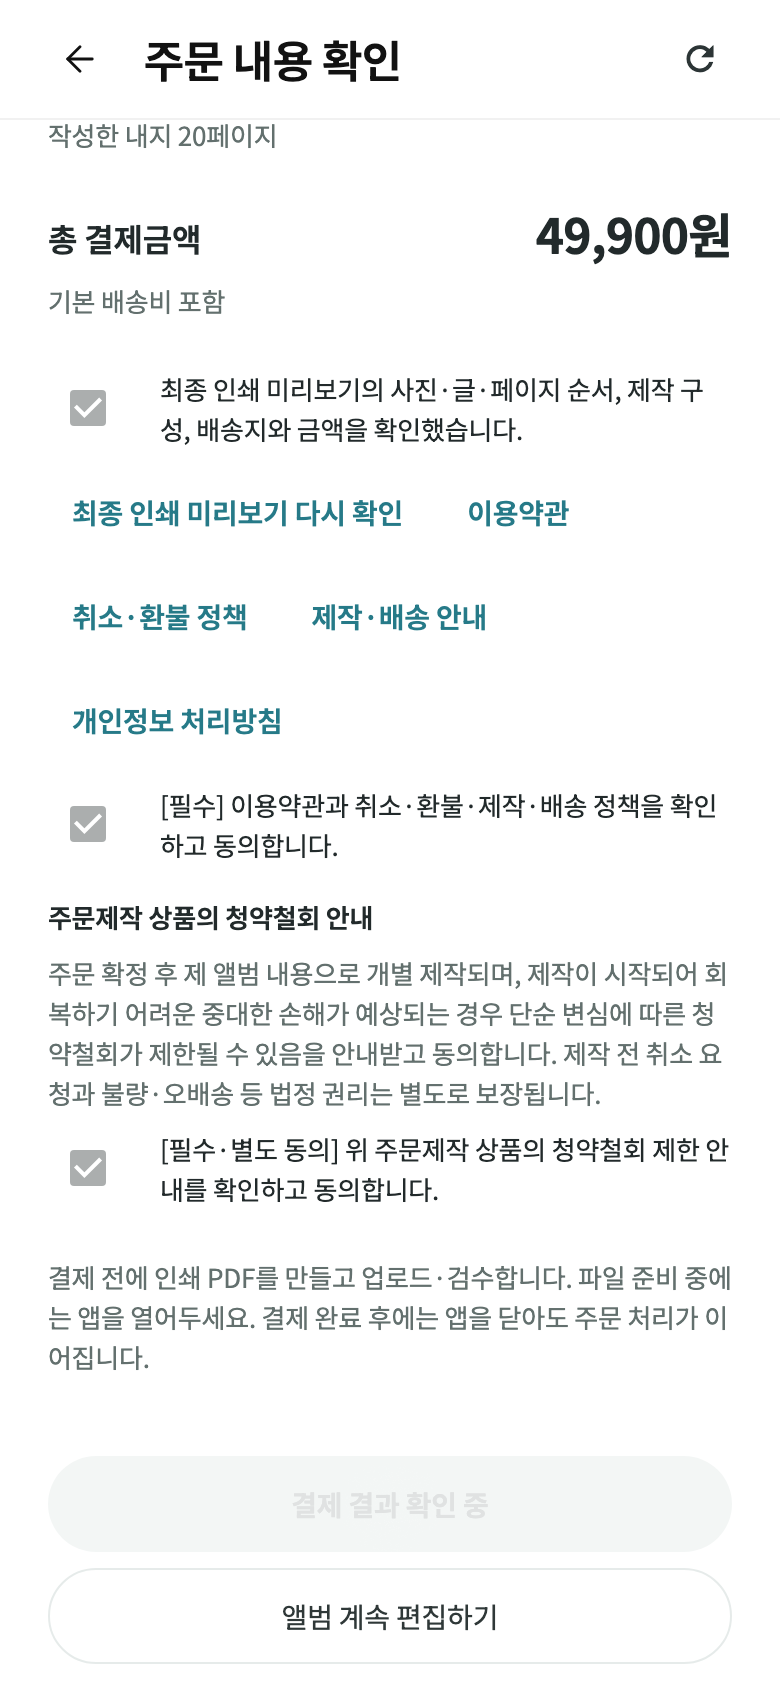 주문 내용 확인
작성한 내지 20페이지
총 결제금액
49,900원
기본 배송비 포함
최종 인쇄 미리보기의 사진·글·페이지 순서, 제작 구
성, 배송지와 금액을 확인했습니다.
최종 인쇄 미리보기 다시 확인 이용약관
취소·환불 정책 제작·배송 안내
개인정보 처리방침
[필수] 이용약관과 취소·환불·제작·배송 정책을 확인
하고 동의합니다.
주문제작 상품의 청약철회 안내
주문 확정 후 제 앨범 내용으로 개별 제작되며, 제작이 시작되어 회
복하기 어려운 중대한 손해가 예상되는 경우 단순 변심에 따른 청
약철회가 제한될 수 있음을 안내받고 동의합니다. 제작 전 취소 요
청과 불량·오배송 등 법정 권리는 별도로 보장됩니다.
[필수·별도 동의] 위 주문제작 상품의 청약철회 제한 안
내를 확인하고 동의합니다.
결제 전에 인쇄 PDF를 만들고 업로드·검수합니다. 파일 준비 중에
는 앱을 열어두세요. 결제 완료 후에는 앱을 닫아도 주문 처리가 이
어집니다.
결제 결과 확인 중
앨범 계속 편집하기